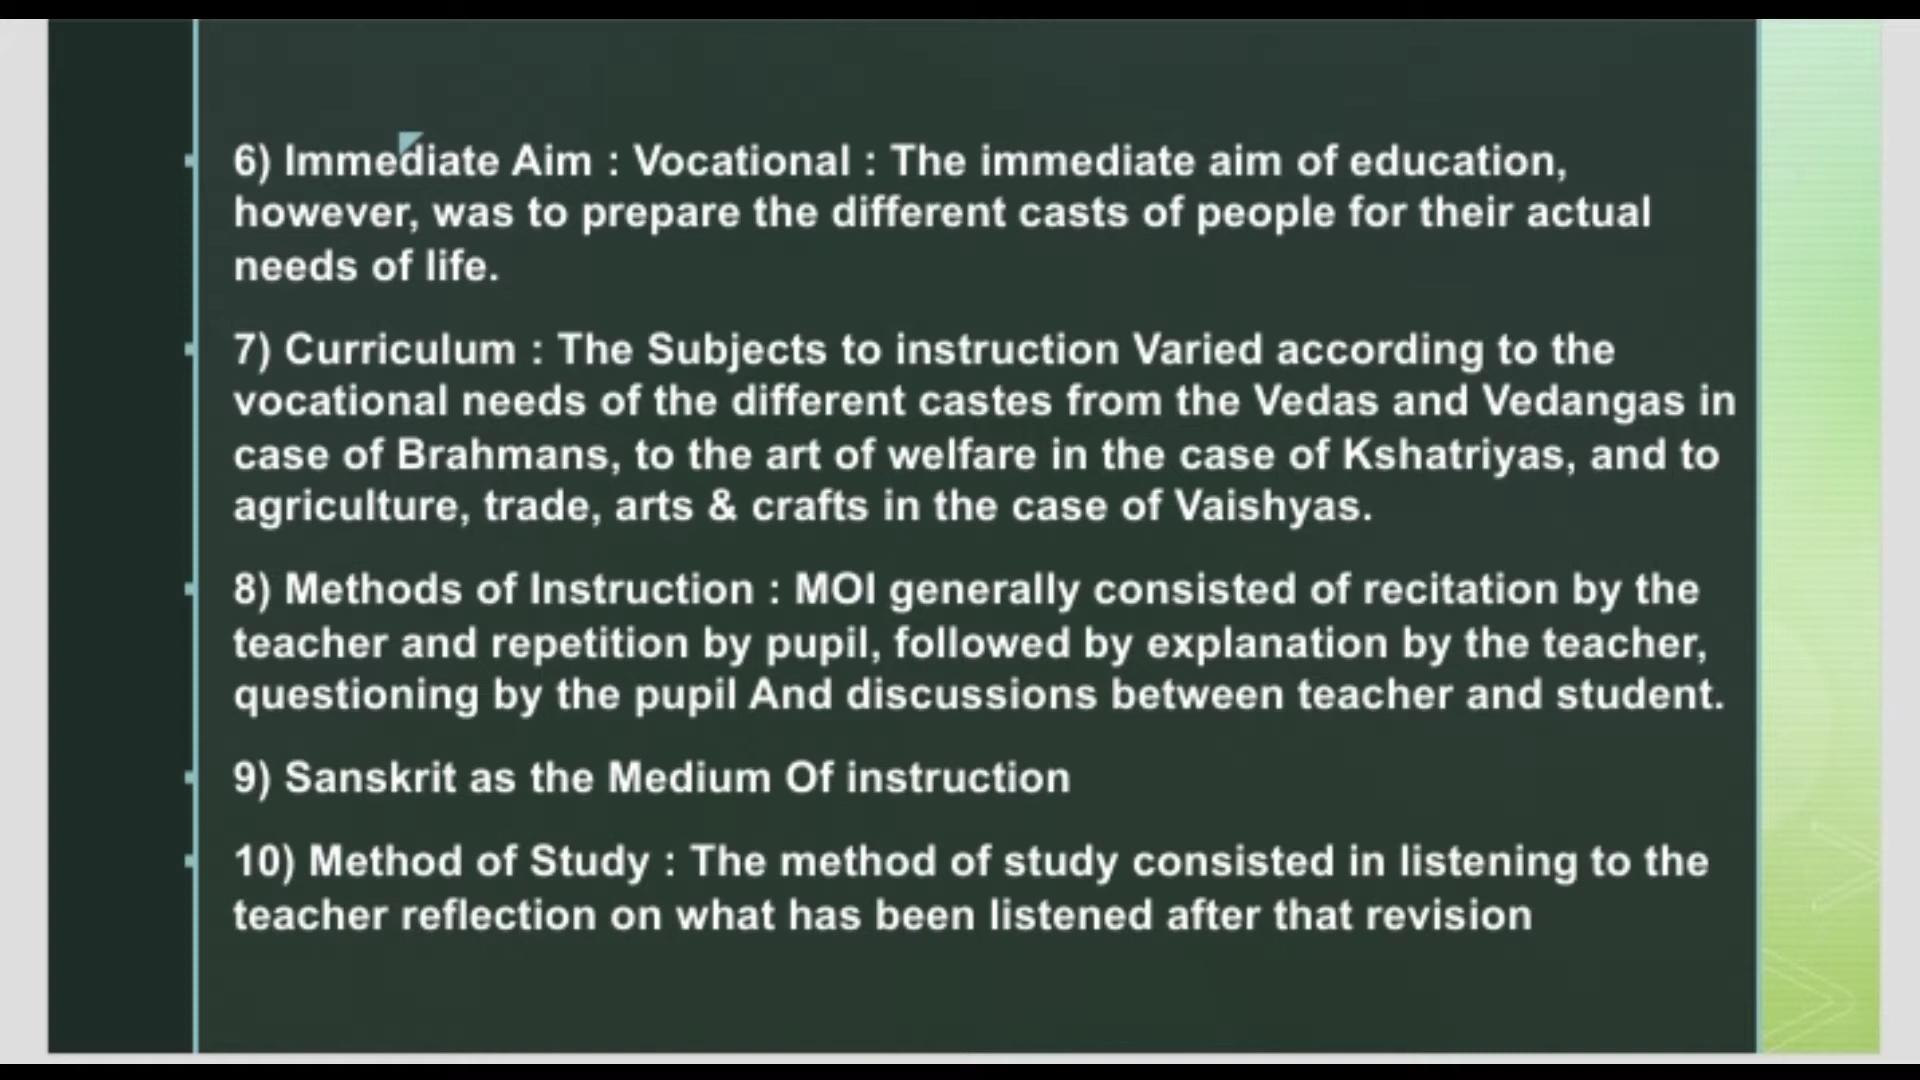 6) Immediate Aim : Vocational : The immediate aim of education,
however, was to prepare the different casts of people for their actual
needs of life.
7) Curriculum : The Subjects to instruction Varied according to the
vocational needs of the different castes from the Vedas and Vedangas in
case of Brahmans, to the art of welfare in the case of Kshatriyas, and to
agriculture, trade, arts & crafts in the case of Vaishyas.
8) Methods of Instruction : MOI generally consisted of recitation by the
teacher and repetition by pupil, followed by explanation by the teacher,
questioning by the pupil And discussions between teacher and student.
9) Sanskrit as the Medium Of instruction
10) Method of Study : The method of study consisted in listening to the
teacher reflection on what has been listened after that revision